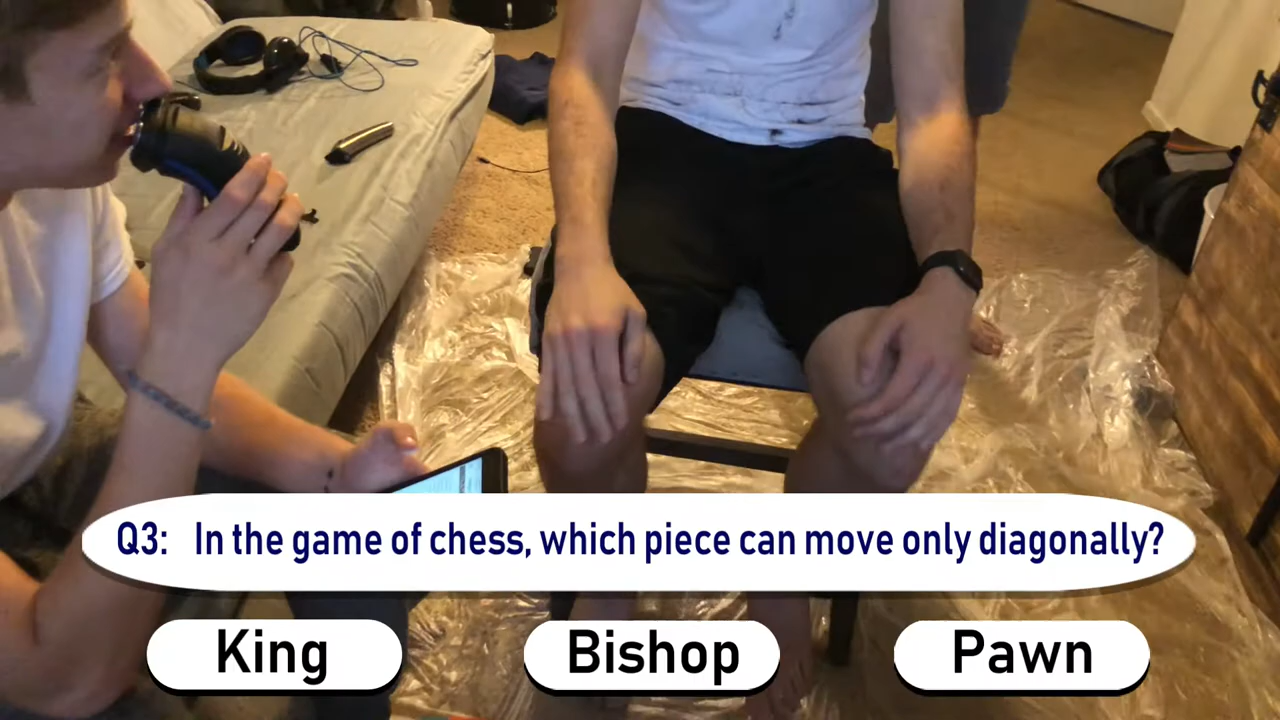 Q3: In the game of chess, which piece can move only diagonally?
King
Bishop
Pawn